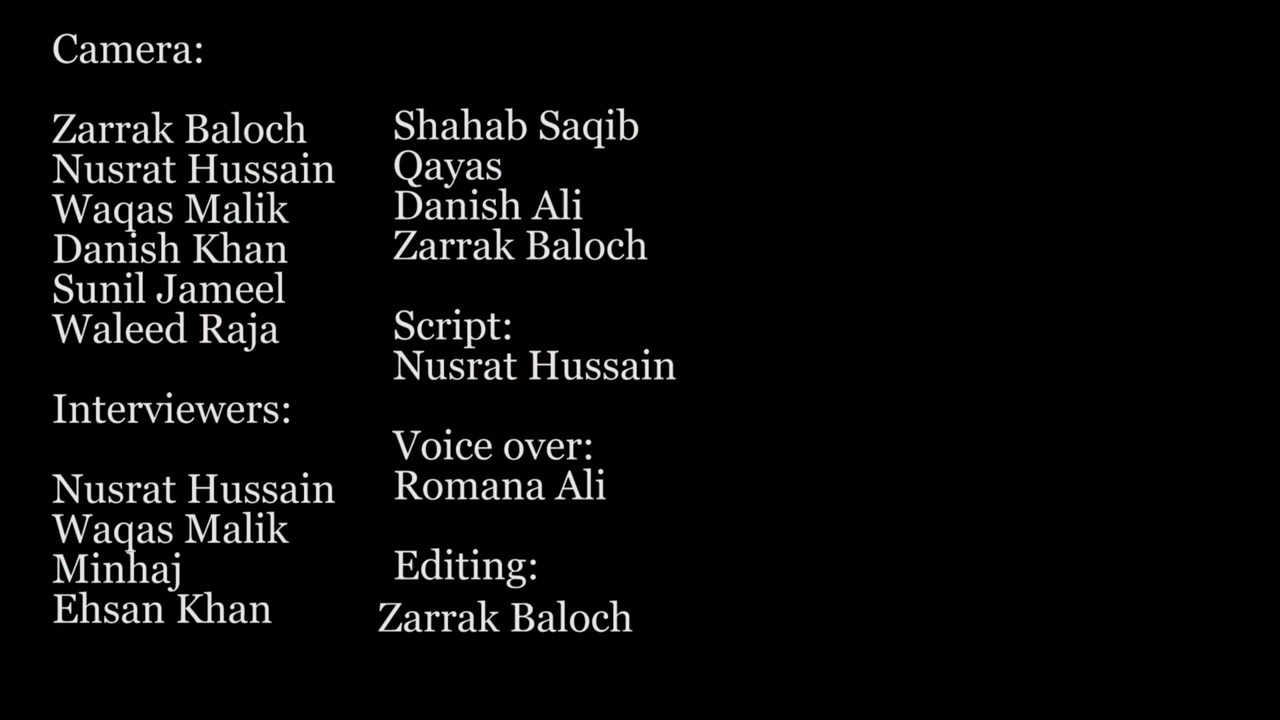 Camera:
Zarrak Baloch
Nusrat Hussain
Waqas Malik
Danish Khan
Sunil Jameel
Waleed Raja
Interviewers:
Nusrat Hussain
Waqas Malik
Minhaj
Ehsan Khan
Shahab Saqib
Qayas
Danish Ali
Zarrak Baloch
Script:
Nusrat Hussain
Voice over:
Romana Ali
Editing:
Zarrak Baloch